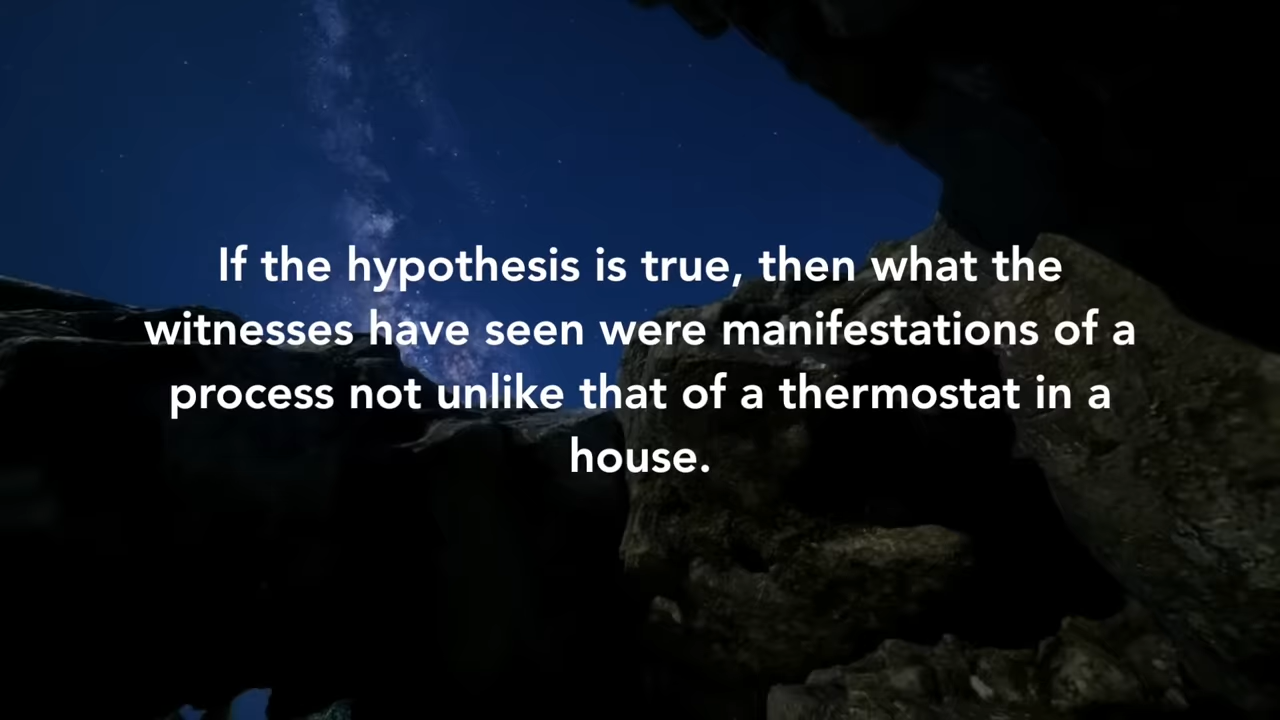 If the hypothesis is true, then what the
witnesses have seen were manifestations of a
process not unlike that of a thermostat in a
house.